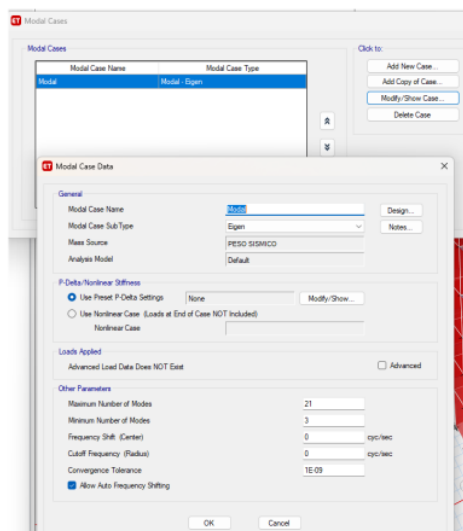 ET Modal Cases
Modal Cases
Click to:
Modal Case Name Modal Case Type
Modal Modal - Eigen
Add New Case...
Add Copy of Case...
Modify/Show Case...
Delete Case
ET Modal Case Data
General
Modal Case Name Modal Design...
Modal Case SubType Eigen Notes...
Mass Source PESO SISMICO
Analysis Model Default
P-Delta/Nonlinear Stiffness
Use Preset P-Delta Settings None Modify/Show...
Use Nonlinear Case (Loads at End of Case NOT Included)
Nonlinear Case
Loads Applied
Advanced Load Data Does NOT Exist Advanced
Other Parameters
Maximum Number of Modes 21
Minimum Number of Modes 3
Frequency Shift (Center) 0 cyc/sec
Cutoff Frequency (Radius) 0 cyc/sec
Convergence Tolerance 1E-09
Allow Auto Frequency Shifting
OK Cancel